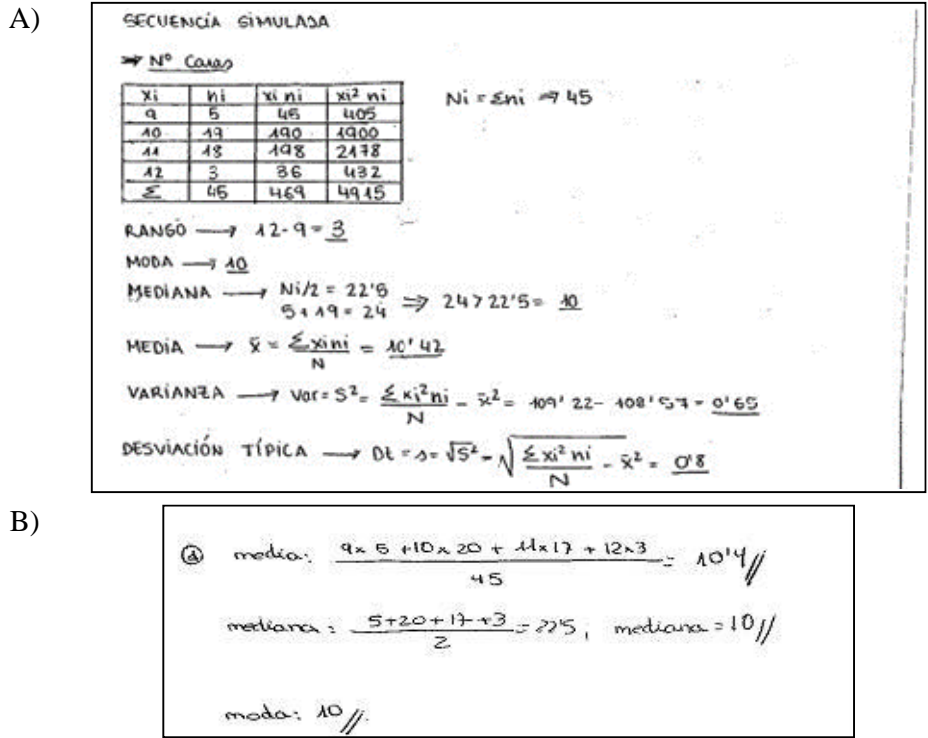 A)
SECUENCÍA SIMULADA
→ Nº Caras
xi ni xi ni xi² ni
9 5 45 405
10 19 190 1900
11 18 198 2178
12 3 36 432
Σ 45 469 4915
Ni = Σni ⇒ 45
RANGO → 12-9 = 3
MODA → 10
MEDIANA → Ni/2 = 22'5
5+19 = 24 ⇒ 24 > 22'5 = 10
MEDIA → x̄ = Σxini/N = 10'42
VARIANZA → Var = S² = Σxi²ni/N - x̄² = 109'22 - 108'57 = 0'65
DESVIACIÓN TÍPICA → Dt = s = √S² = √Σxi²ni/N - x̄² = 0'8
B)
d media: 9x5+10x20+11x17+12x3/45 = 10'4//
mediana: 5+20+17+3/2 = 22'5, mediana = 10//
moda: 10//.